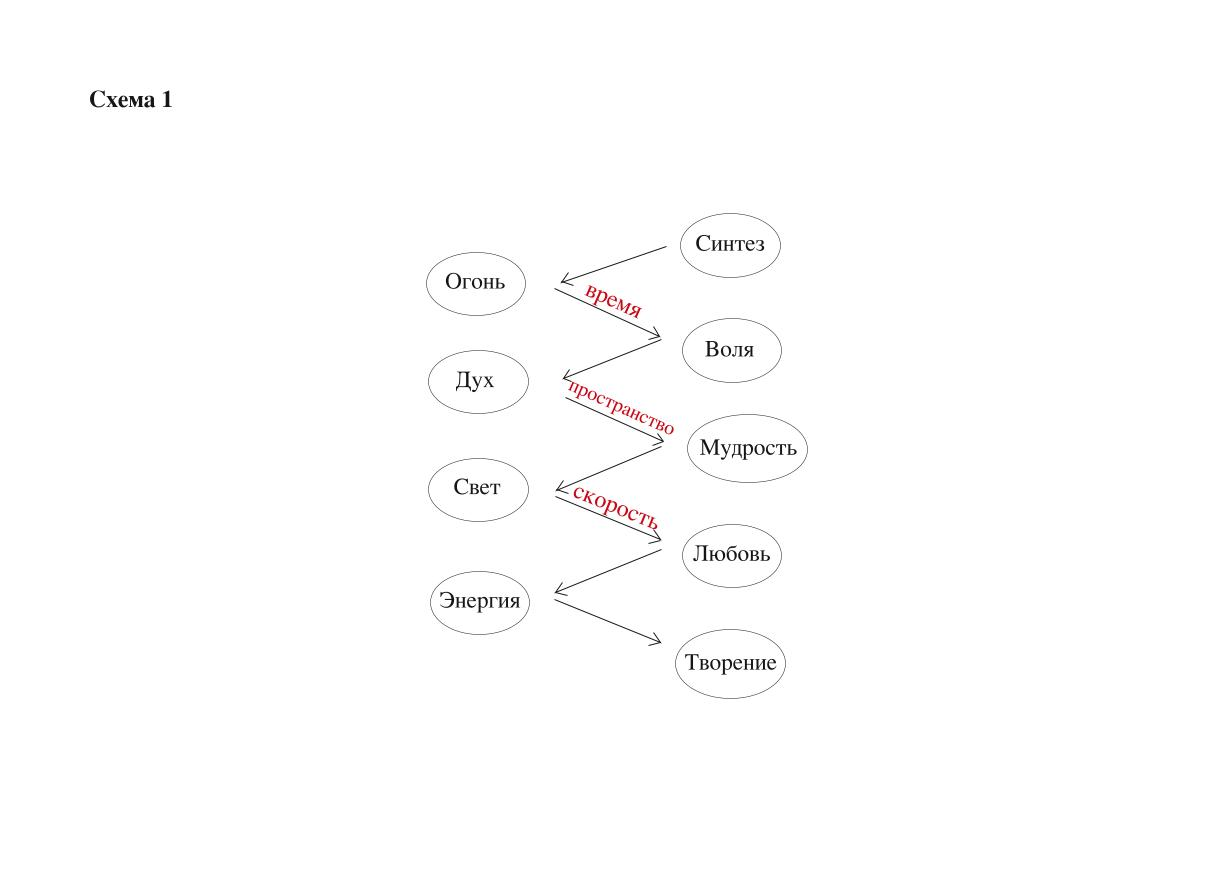 Схема 1
Синтез
Огонь
время
Воля
Дух
пространство
Мудрость
Свет
скорость
Любовь
Энергия
Творение